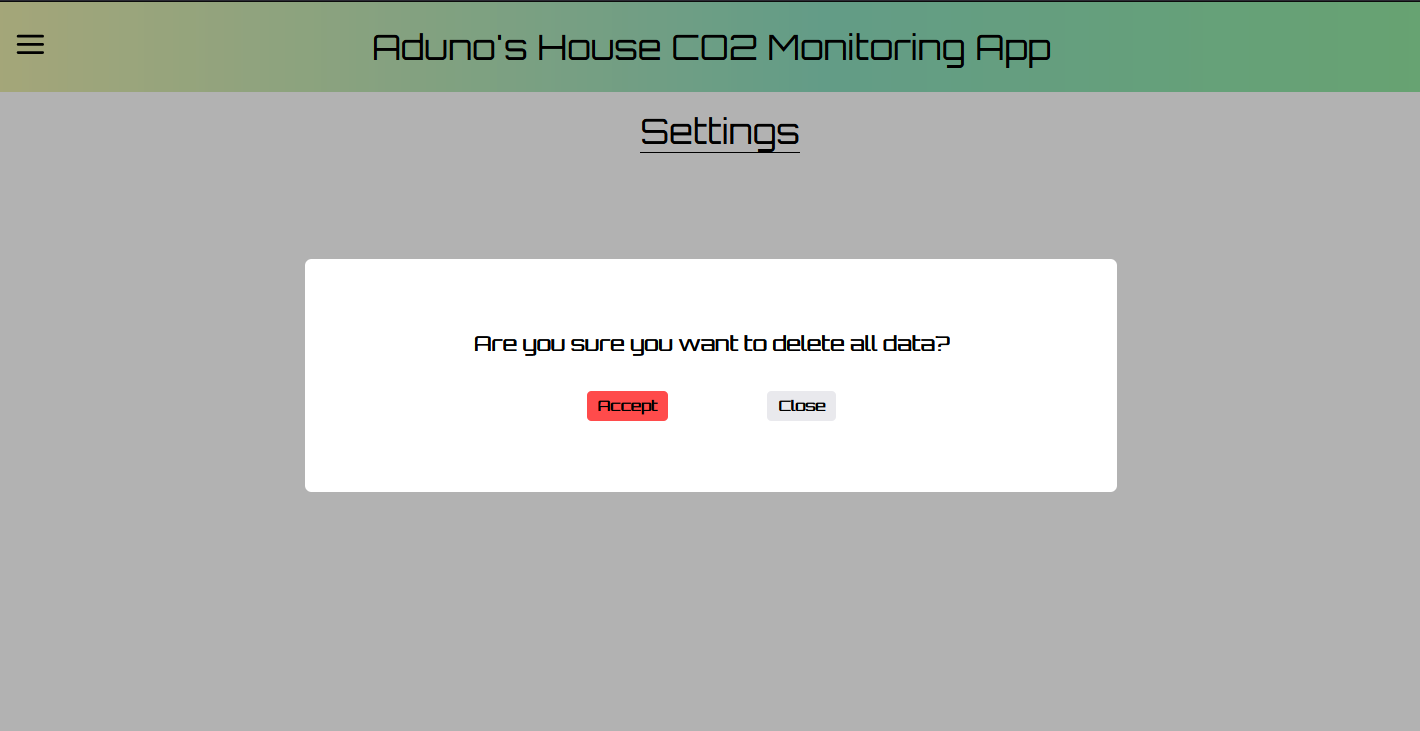 Aduno's House CO2 Monitoring App
Settings
Are you sure you want to delete all data?
Accept Close